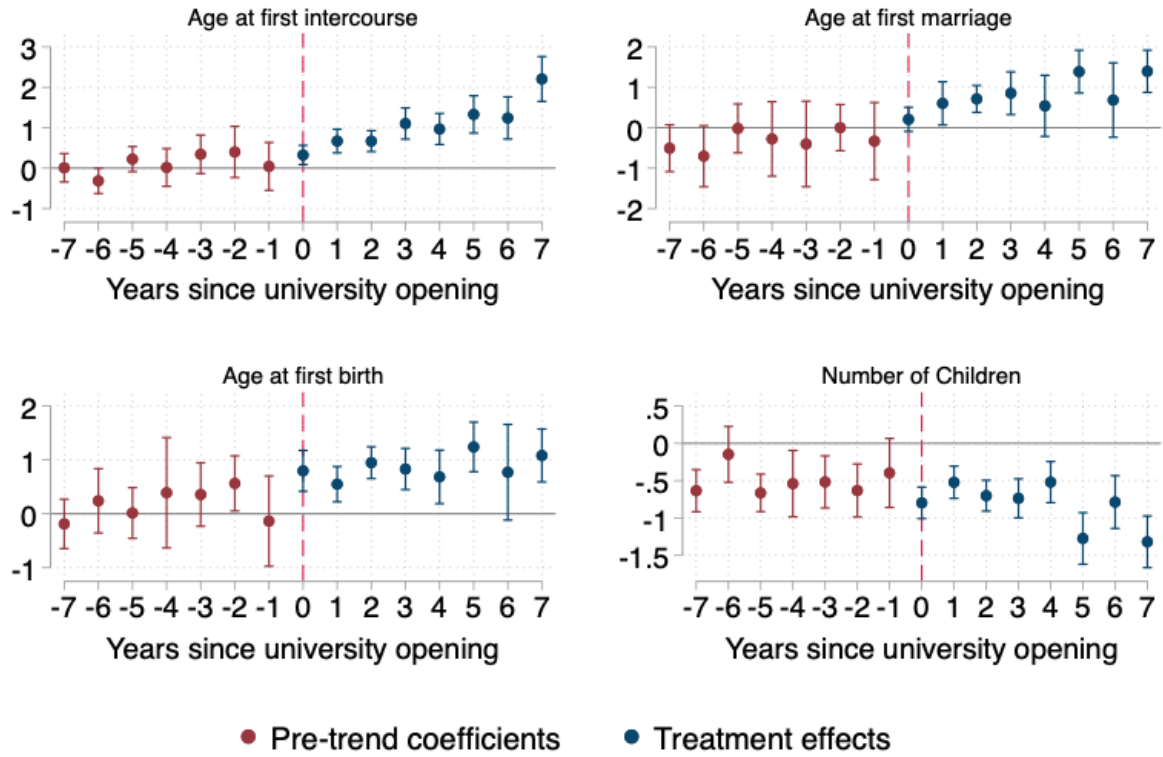 Age at first intercourse
3
2
1
0
-1
-7 -6 -5 -4 -3 -2 -1 0 1 2 3 4 5 6 7
Years since university opening
Age at first marriage
2
1
0
-1
-2
-7 -6 -5 -4 -3 -2 -1 0 1 2 3 4 5 6 7
Years since university opening
Age at first birth
2
1
0
-1
-7 -6 -5 -4 -3 -2 -1 0 1 2 3 4 5 6 7
Years since university opening
Number of Children
.5
0
-.5
-1
-1.5
-7 -6 -5 -4 -3 -2 -1 0 1 2 3 4 5 6 7
Years since university opening
Pre-trend coefficients
Treatment effects